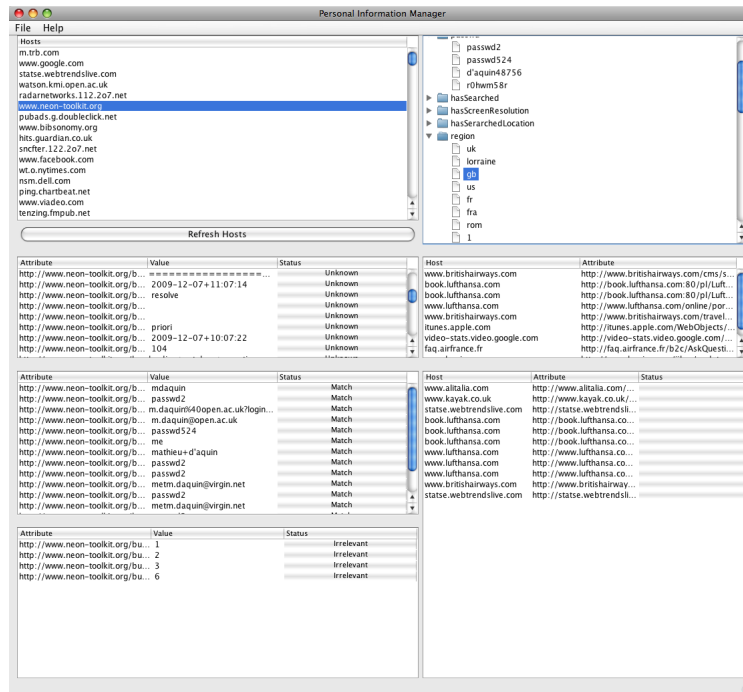 Personal Information Manager
File Help
Hosts
m.trb.com
www.google.com
statse.webtrendslive.com
watson.kmi.open.ac.uk
radarnetworks.112.2o7.net
www.neon-toolkit.org
pubads.g.doubleclick.net
www.bibsonomy.org
hits.guardian.co.uk
sncfter.122.2o7.net
www.facebook.com
wt.o.nytimes.com
nsm.dell.com
ping.chartbeat.net
www.viadeo.com
tenzing.fmpub.net
Refresh Hosts
passwd2
passwd524
d'aquin48756
r0hwm58r
hasSearched
hasScreenResolution
hasSerarchedLocation
region
uk
lorraine
gb
us
fr
fra
rom
1
Attribute Value Status
http://www.neon-toolkit.org/b... =================... Unknown
http://www.neon-toolkit.org/b... 2009-12-07+11:07:14 Unknown
http://www.neon-toolkit.org/b... resolve Unknown
http://www.neon-toolkit.org/b... Unknown
http://www.neon-toolkit.org/b... Unknown
http://www.neon-toolkit.org/b... priori Unknown
http://www.neon-toolkit.org/b... 2009-12-07+10:07:22 Unknown
http://www.neon-toolkit.org/b... 104 Unknown
Host Attribute
www.britishairways.com http://www.britishairways.com/cms/s...
book.lufthansa.com http://book.lufthansa.com:80/pl/Luft...
book.lufthansa.com http://book.lufthansa.com:80/pl/Luft...
www.lufthansa.com http://www.lufthansa.com/online/por...
www.britishairways.com http://www.britishairways.com/travel...
itunes.apple.com http://itunes.apple.com/WebObjects/...
video-stats.video.google.com http://video-stats.video.google.com/...
faq.airfrance.fr http://faq.airfrance.fr/b2c/AskQuesti...
Attribute Value Status
http://www.neon-toolkit.org/b... mdaquin Match
http://www.neon-toolkit.org/b... passwd2 Match
http://www.neon-toolkit.org/b... m.daquin%40open.ac.uk?login... Match
http://www.neon-toolkit.org/b... m.daquin@open.ac.uk Match
http://www.neon-toolkit.org/b... passwd524 Match
http://www.neon-toolkit.org/b... me Match
http://www.neon-toolkit.org/b... mathieu+d'aquin Match
http://www.neon-toolkit.org/b... passwd2 Match
http://www.neon-toolkit.org/b... passwd2 Match
http://www.neon-toolkit.org/b... metm.daquin@virgin.net Match
http://www.neon-toolkit.org/b... passwd2 Match
http://www.neon-toolkit.org/b... metm.daquin@virgin.net Match
Host Attribute Status
www.alitalia.com http://www.alitalia.com/...
www.kayak.co.uk http://www.kayak.co.uk/...
statse.webtrendslive.com http://statse.webtrendsli...
book.lufthansa.com http://book.lufthansa.co...
book.lufthansa.com http://book.lufthansa.co...
book.lufthansa.com http://book.lufthansa.co...
www.lufthansa.com http://www.lufthansa.co...
www.lufthansa.com http://www.lufthansa.co...
www.britishairways.com http://www.britishairway...
statse.webtrendslive.com http://statse.webtrendsli...
Attribute Value Status
http://www.neon-toolkit.org/bu... 1 Irrelevant
http://www.neon-toolkit.org/bu... 2 Irrelevant
http://www.neon-toolkit.org/bu... 3 Irrelevant
http://www.neon-toolkit.org/bu... 6 Irrelevant